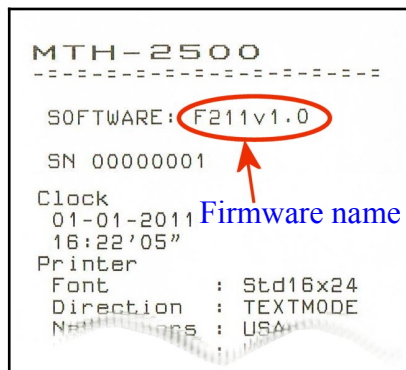 MTH-2500
-=-=-=-=-=-=-=-=-=-=-=-=
SOFTWARE: F211v1.0
SN 00000001
Clock
01-01-2011
Firmware name
16:22'05"
Printer
Font : Std16x24
Direction : TEXTMODE
: USA